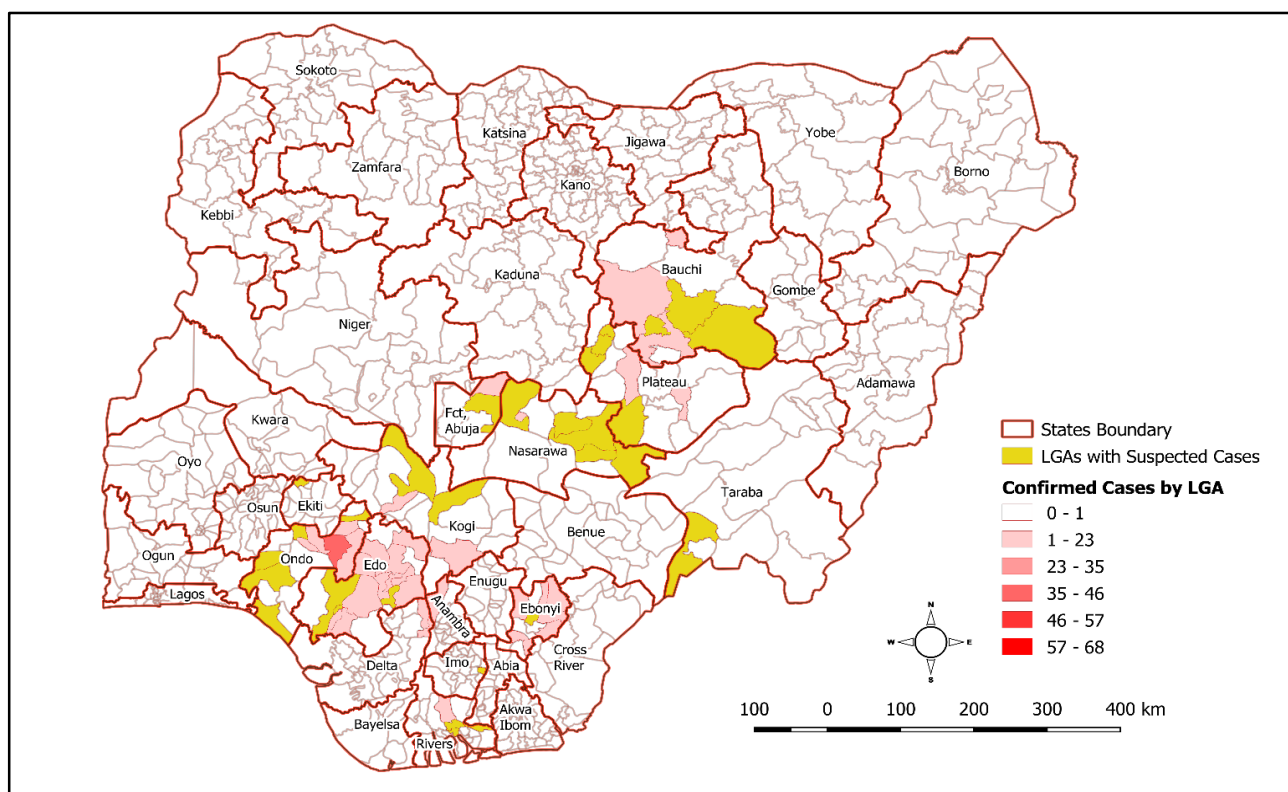 Sokoto
Katsina
Jigawa
Yobe
Zamfara
Kano
Borno
Kebbi
Kaduna
Bauchi
Gombe
Niger
Plateau
Adamawa
Fct,
Abuja
Kwara
Nasarawa
Oyo
Taraba
Osun
Ekiti
Kogi
Benue
Ogun
Ondo
Edo
Enugu
Lagos
Anambra
Ebonyi
Cross
River
Delta
Imo
Abia
Akwa
Ibom
Bayelsa
Rivers
States Boundary
LGAs with Suspected Cases
Confirmed Cases by LGA
0 - 1
1 - 23
23 - 35
35 - 46
46 - 57
57 - 68
N
W E
S
100 0 100 200 300 400 km